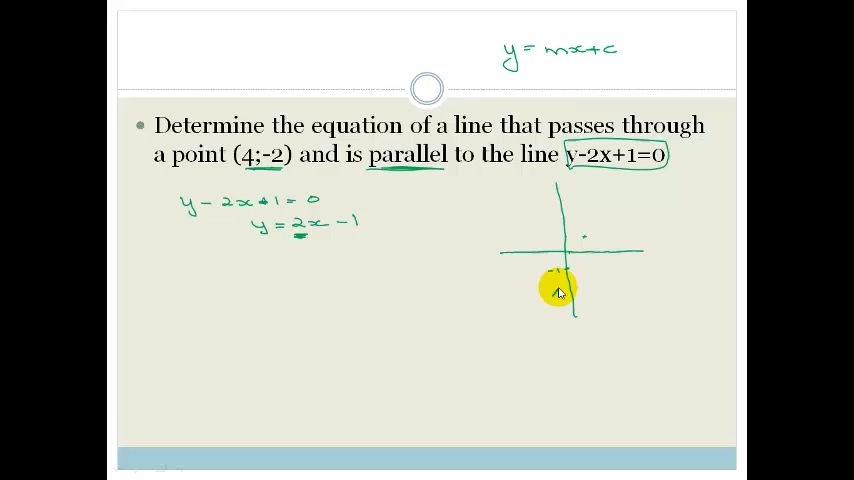 y = mx+c
Determine the equation of a line that passes through
a point (4;-2) and is parallel to the line y-2x+1=0
y - 2x+1 = 0
y = 2x -1
-1